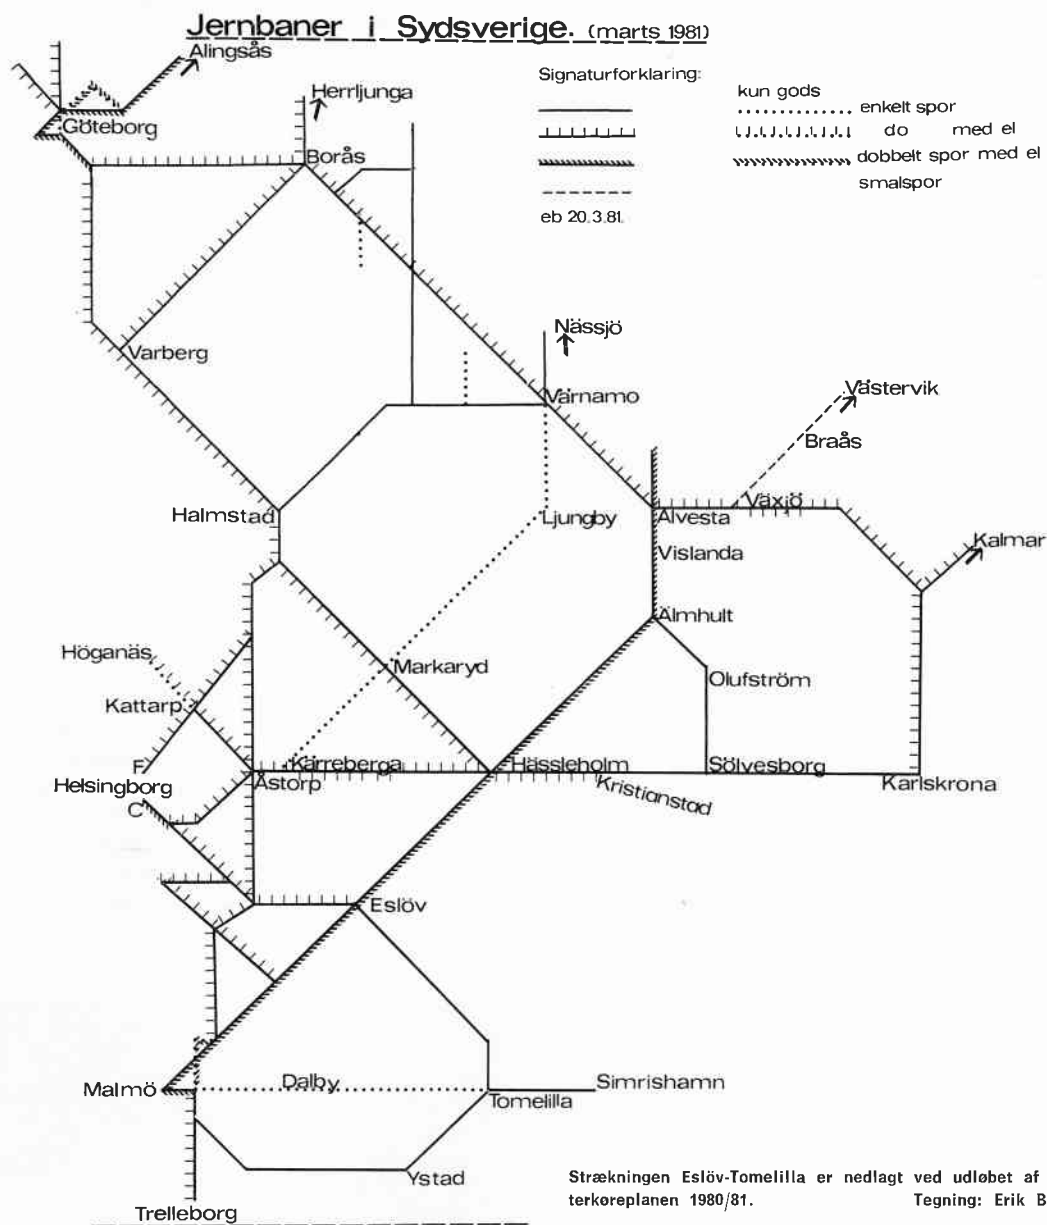 Jernbaner i Sydsverige. (marts 1981)
Alingsås
Signaturforklaring:
kun gods
enkelt spor
do med el
dobbelt spor med el
smalspor
eb 20.3.81.
Herrljunga
Göteborg
Borås
Nässjö
Varberg
Värnamo
Västervik
Braås
Växjö
Halmstad
Ljungby
Alvesta
Vislanda
Kalmar
Älmhult
Höganäs
Markaryd
Olufström
Kattarp
F
Kärreberga
Hässleholm
Sölvesborg
Helsingborg
Åstorp
Kristianstad
Karlskrona
C
Eslöv
Malmö
Dalby
Simrishamn
Tomelilla
Ystad
Strækningen Eslöv-Tomelilla er nedlagt ved udløbet af
terkøreplanen 1980/81. Tegning: Erik B
Trelleborg